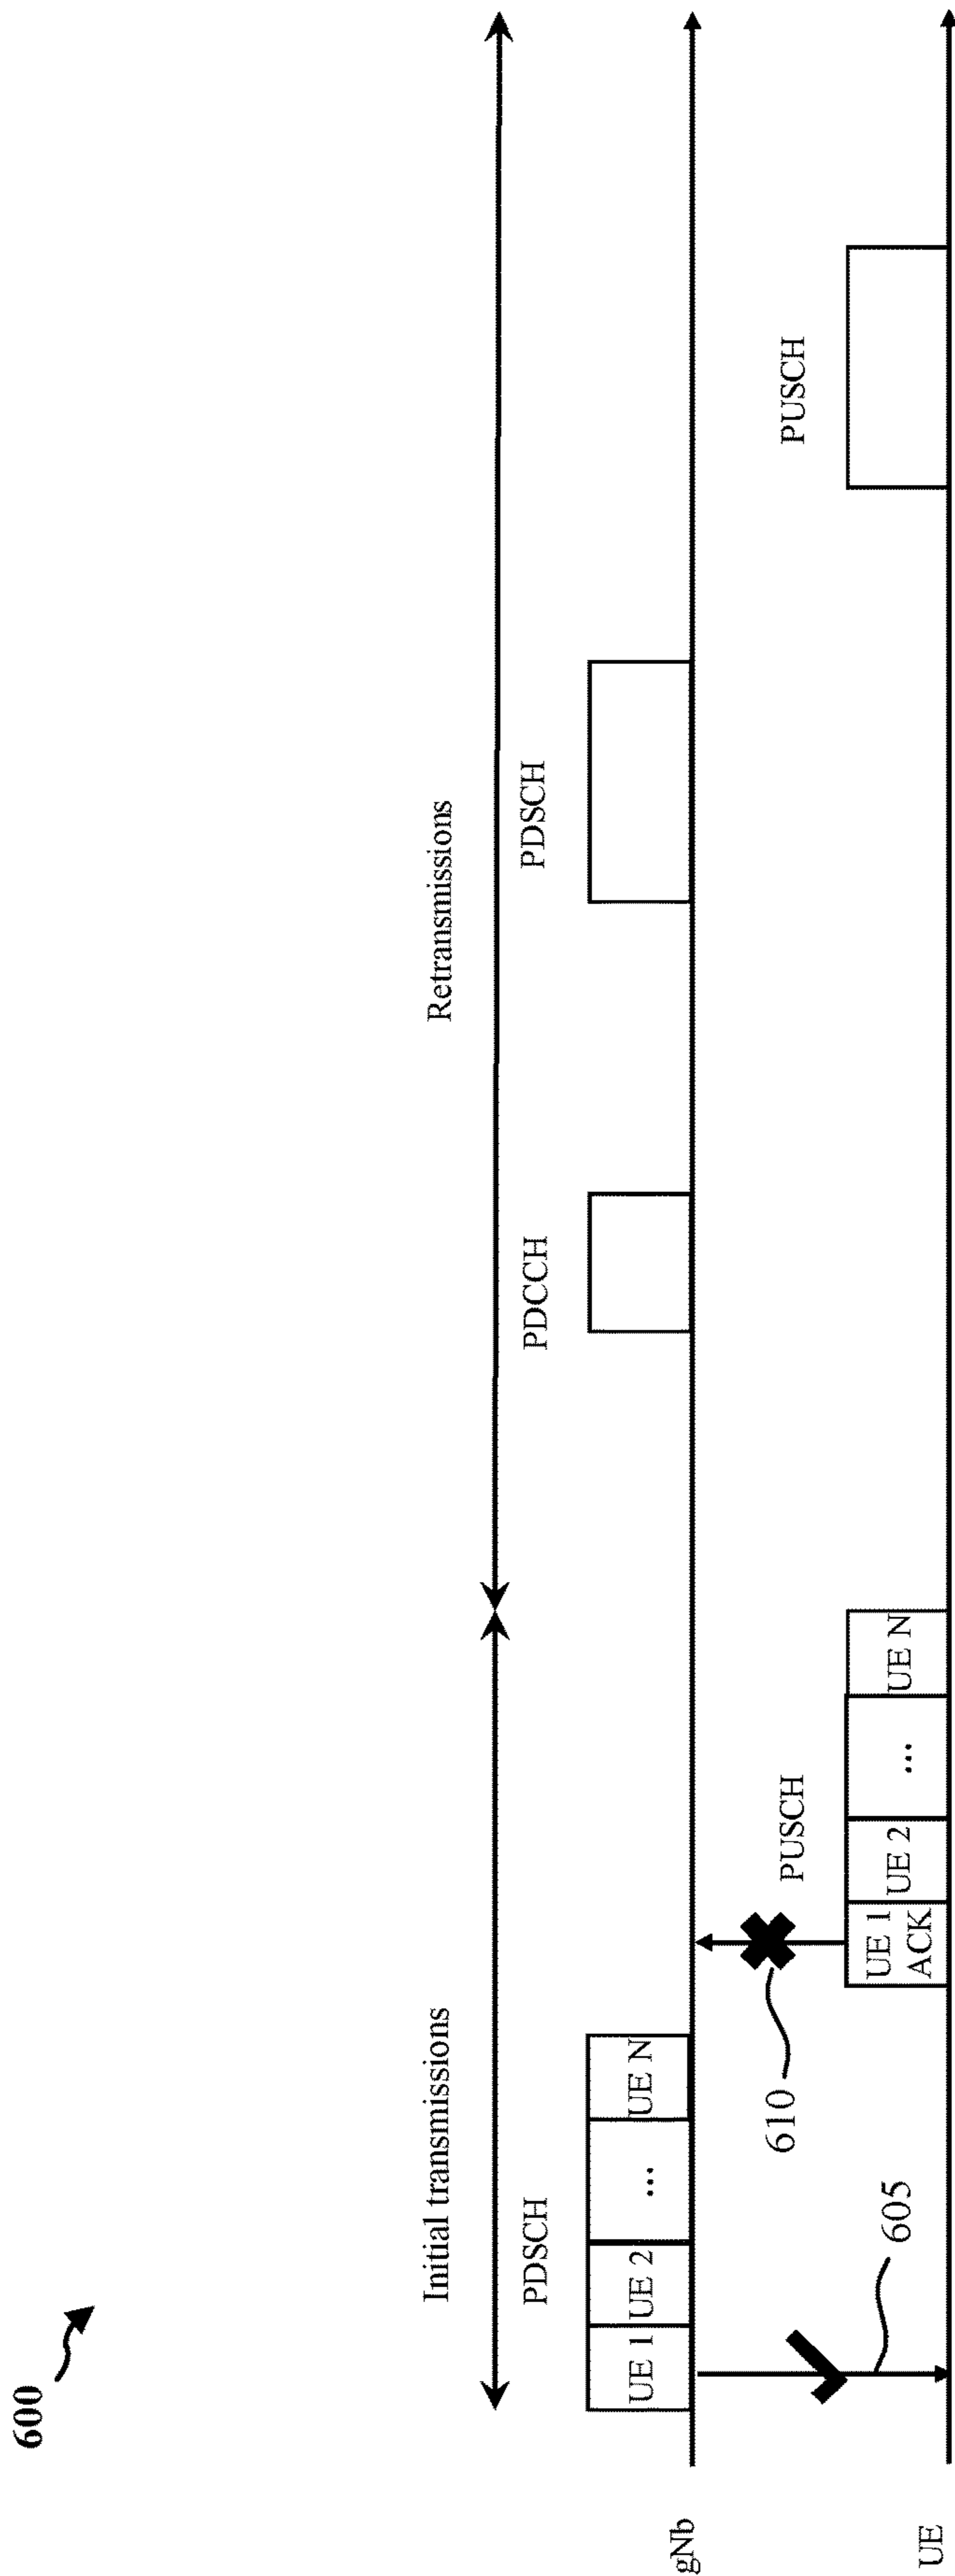 600
Initial transmissions
Retransmissions
PDSCH
PDCCH
PDSCH
gNb
UE 1
UE 2
...
UE N
605
610
PUSCH
PUSCH
UE
UE 1
ACK
UE 2
...
UE N